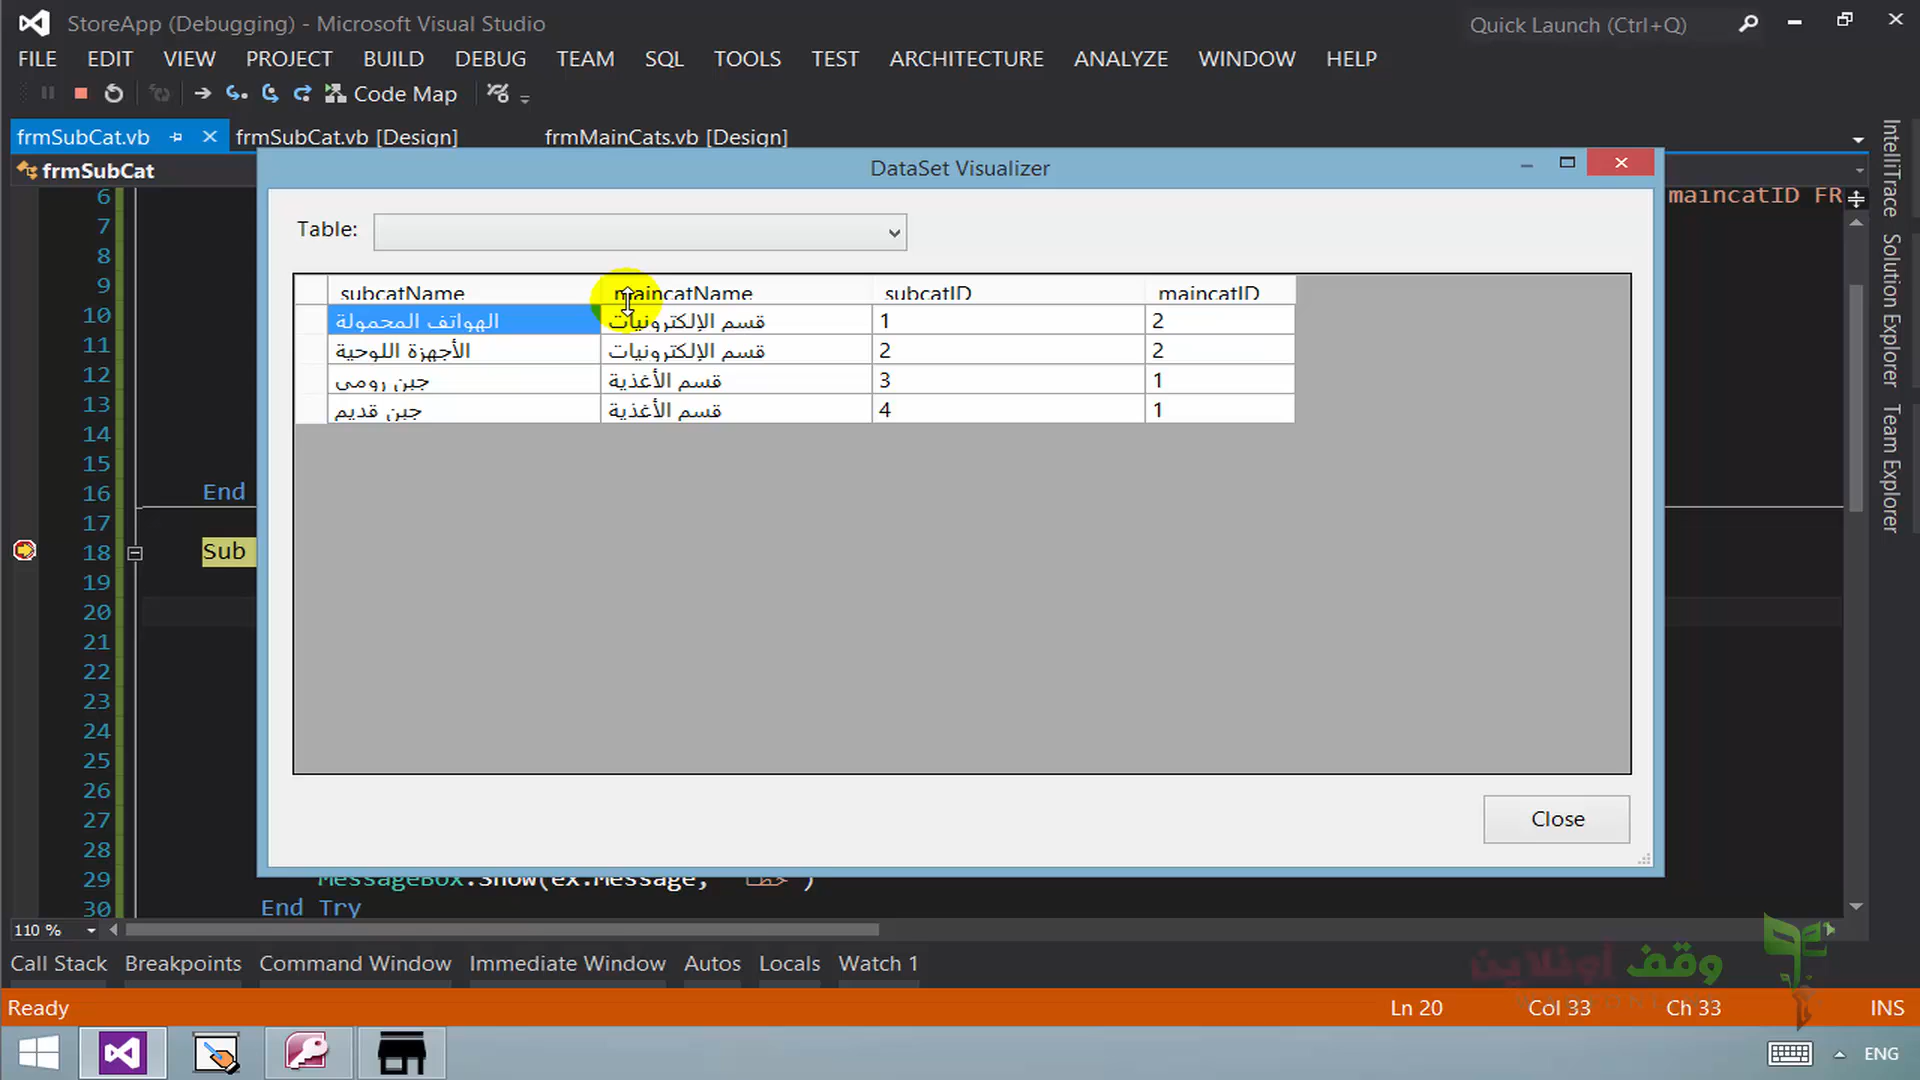 StoreApp (Debugging) - Microsoft Visual Studio
Quick Launch (Ctrl+Q)
FILE EDIT VIEW PROJECT BUILD DEBUG TEAM SQL TOOLS TEST ARCHITECTURE ANALYZE WINDOW HELP
Code Map
frmSubCat.vb frmSubCat.vb [Design] frmMainCats.vb [Design]
frmSubCat
DataSet Visualizer
6
maincatID FR
Table:
7
8
9
subcatName maincatName subcatID maincatID
10
الهواتف المحمولة قسم الإلكترونيات 1 2
11
الأجهزة اللوحية قسم الإلكترونيات 2 2
12
جبن رومى قسم الأغذية 3 1
13
جبن قديم قسم الأغذية 4 1
14
15
16 End
17
18 Sub
19
20
21
22
23
24
25
26
27
Close
28
29 MessageBox.Show(ex.Message, "خطأ")
30 End Try
110 %
Call Stack Breakpoints Command Window Immediate Window Autos Locals Watch 1
وقف أونلاين
Ready Ln 20 Col 33 Ch 33 INS
ENG
IntelliTrace
Solution Explorer
Team Explorer